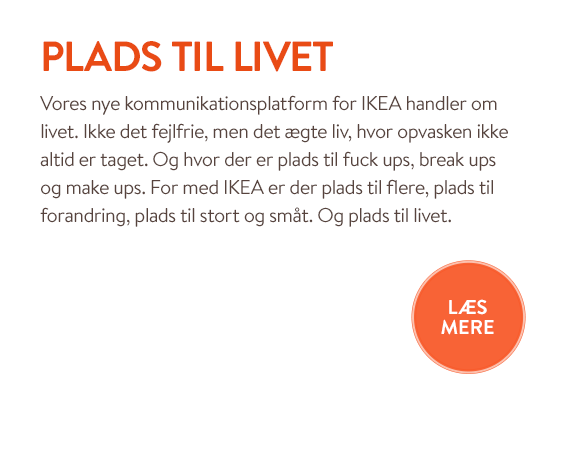 PLADS TIL LIVET
Vores nye kommunikationsplatform for IKEA handler om
livet. Ikke det fejlfrie, men det ægte liv, hvor opvasken ikke
altid er taget. Og hvor der er plads til fuck ups, break ups
og make ups. For med IKEA er der plads til flere, plads til
forandring, plads til stort og småt. Og plads til livet.
LÆS
MERE